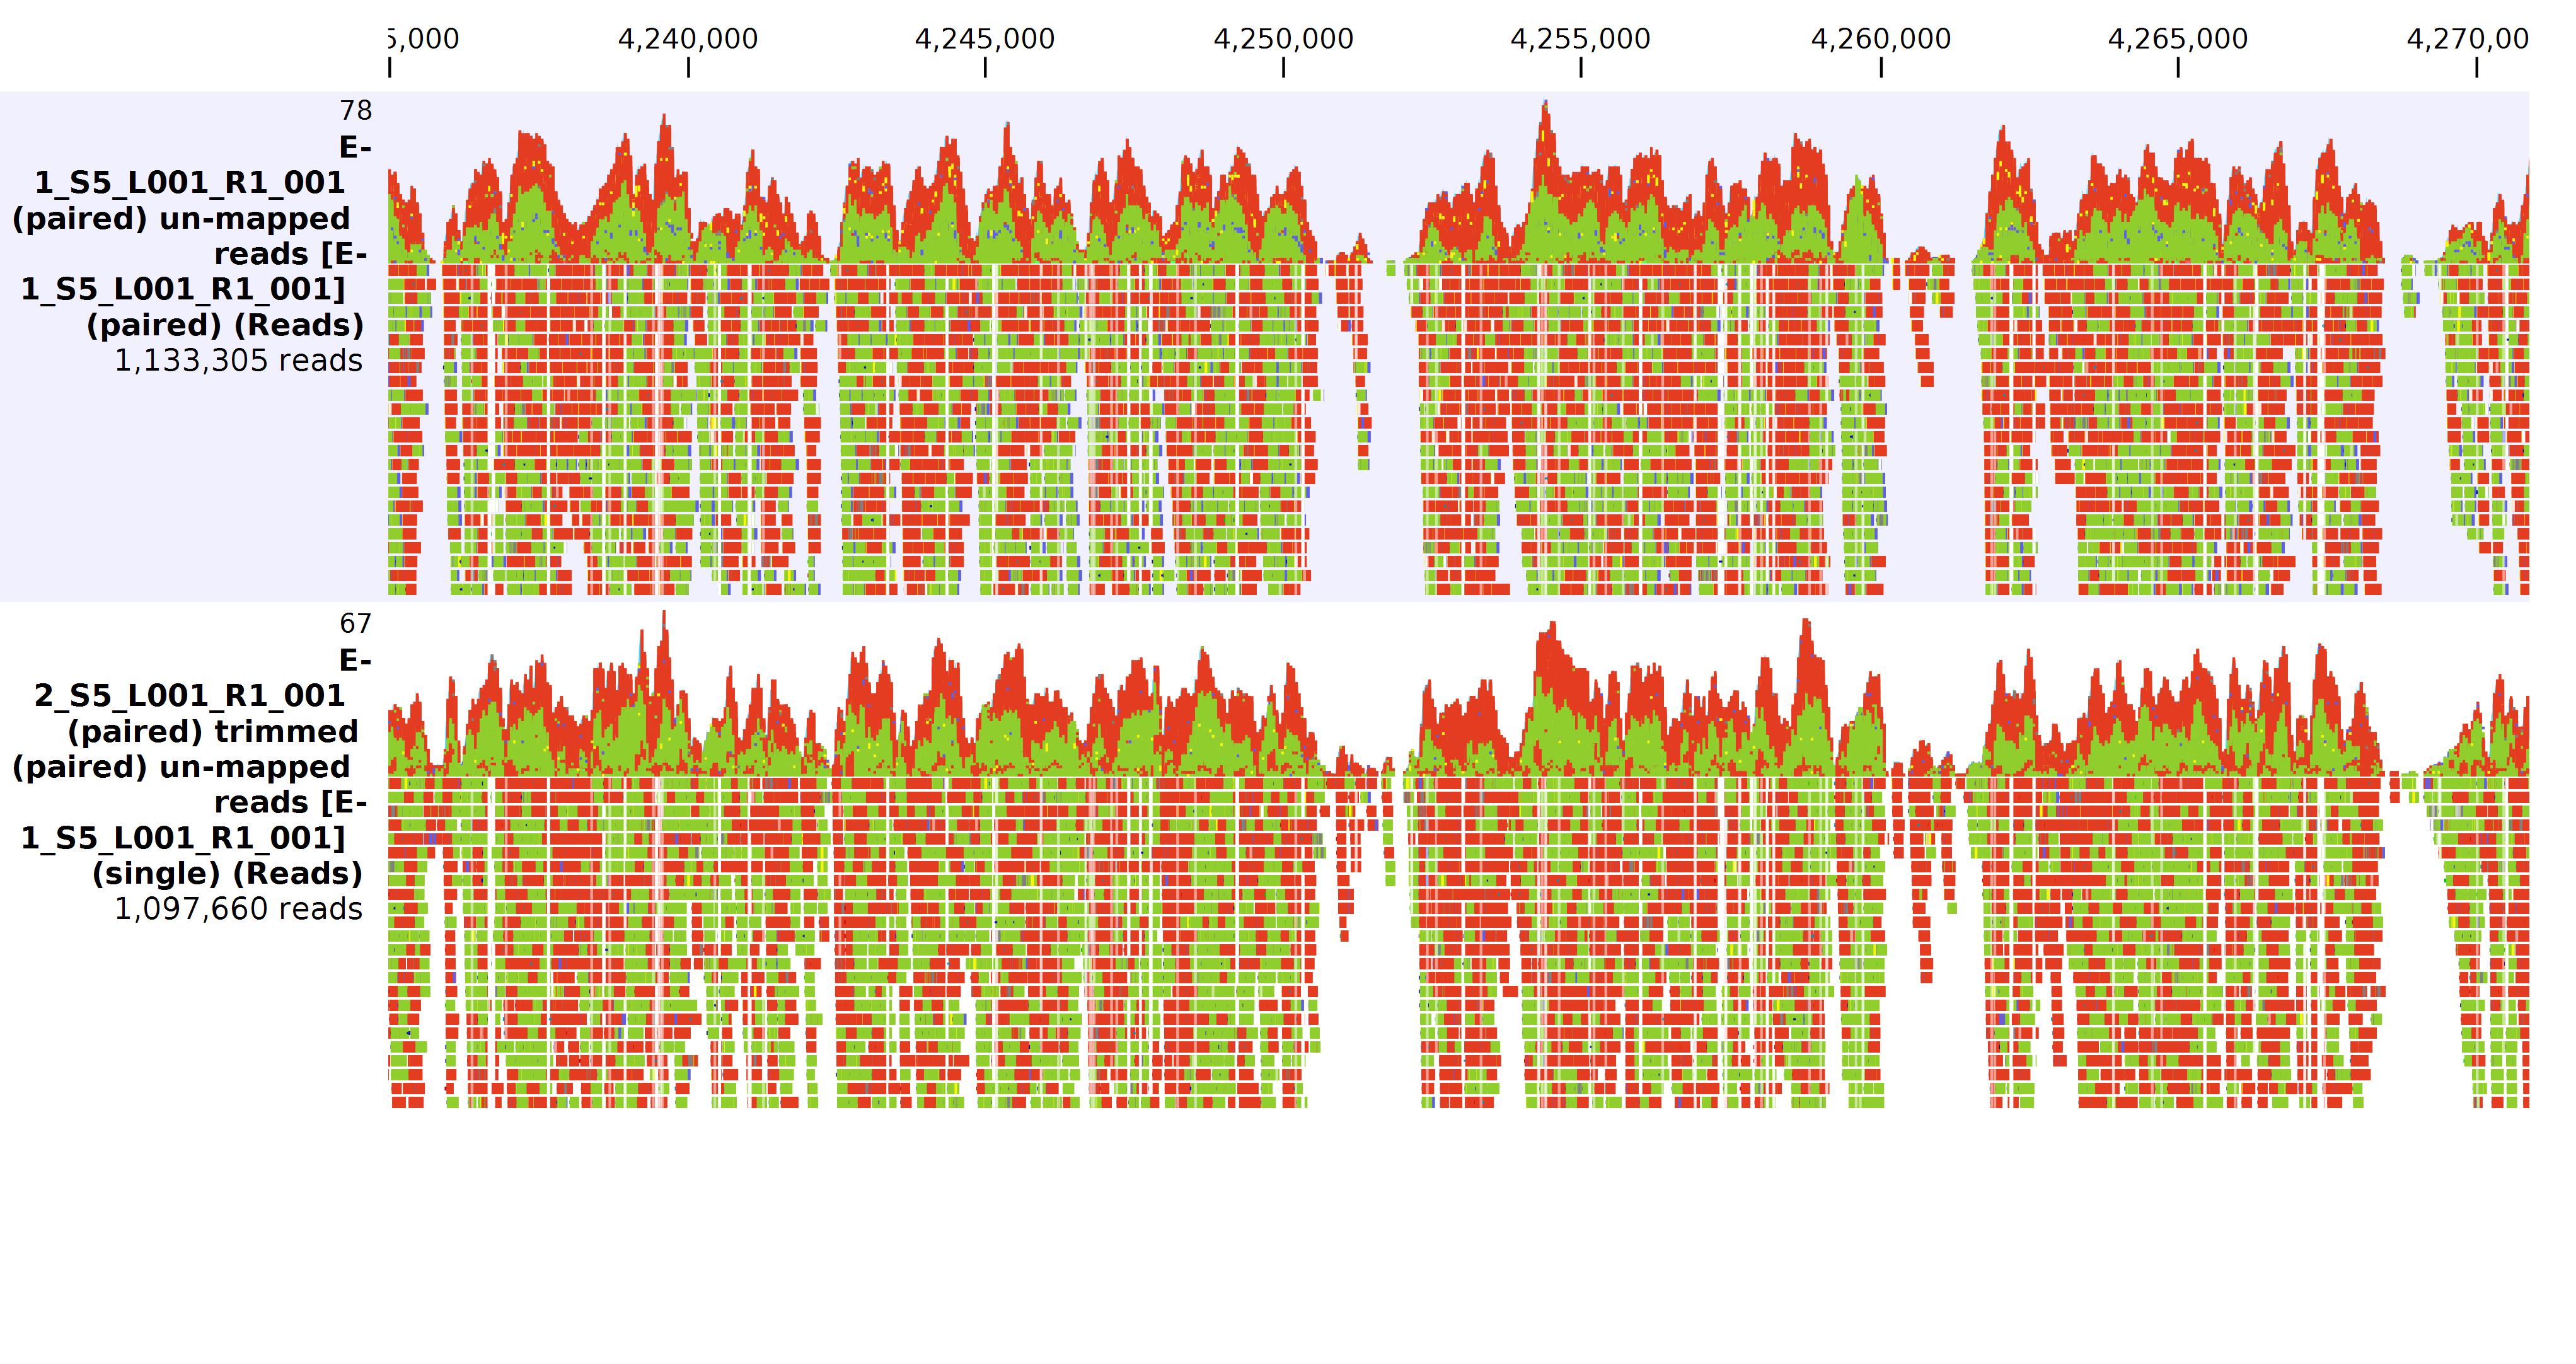 5,000 4,240,000 4,245,000 4,250,000 4,255,000 4,260,000 4,265,000 4,270,00
78
E-
1_S5_L001_R1_001
(paired) un-mapped
reads [E-
1_S5_L001_R1_001]
(paired) (Reads)
1,133,305 reads
67
E-
2_S5_L001_R1_001
(paired) trimmed
(paired) un-mapped
reads [E-
1_S5_L001_R1_001]
(single) (Reads)
1,097,660 reads